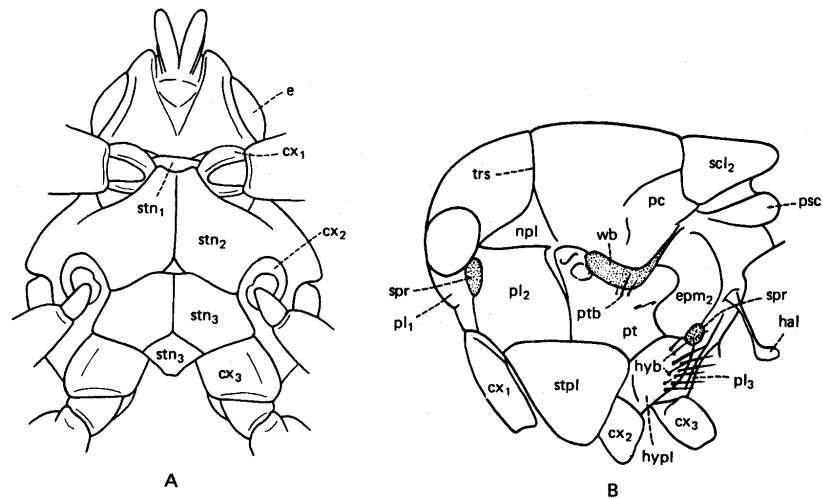 e
cx1
stn1
stn2
cx2
stn3
stn3
cx3
A
trs
scl2
pc
psc
npl
wb
spr
pl2
epm2
spr
pl1
ptb
pt
hal
hyb
pl3
cx1
stpl
cx2
cx3
hypl
B